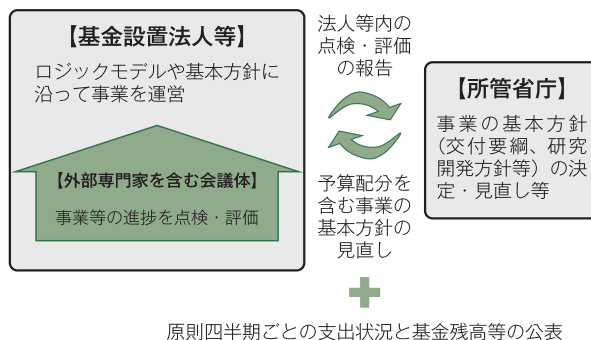 【基金設置法人等】
ロジックモデルや基本方針に
沿って事業を運営
【外部専門家を含む会議体】
事業等の進捗を点検・評価
法人等内の
点検・評価
の報告
予算配分を
含む事業の
基本方針の
見直し
【所管省庁】
事業の基本方針
(交付要綱、研究
開発方針等）の決
定・見直し等
原則四半期ごとの支出状況と基金残高等の公表